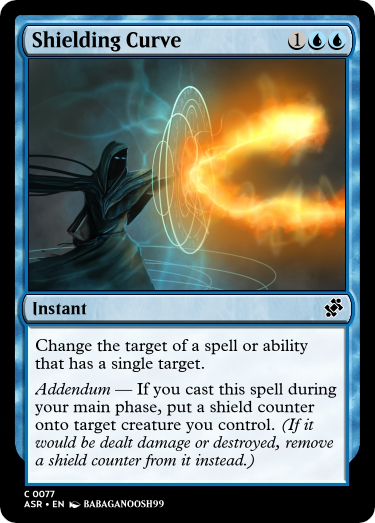 Shielding Curve 1
Instant
Change the target of a spell or ability
that has a single target.
Addendum — If you cast this spell during
your main phase, put a shield counter
onto target creature you control. (If it
would be dealt damage or destroyed, remove
a shield counter from it instead.)
C 0077
ASR • EN BABAGANOOSH99